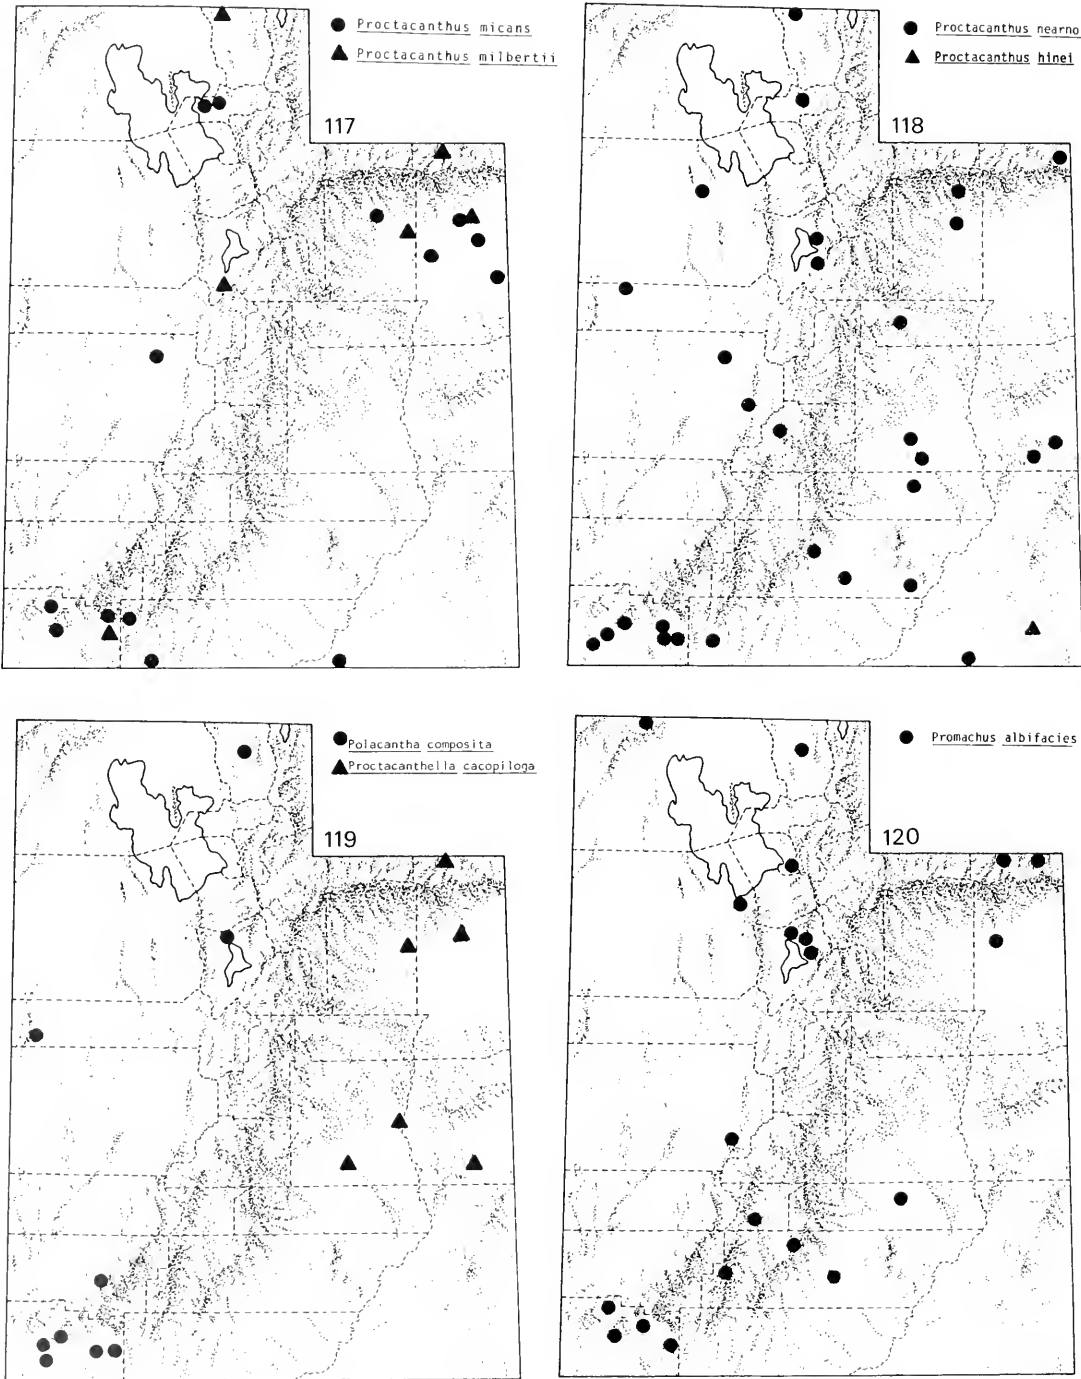 Proctacanthus micans
Proctacanthus milbertii
117
Proctacanthus nearno
Proctacanthus hinei
118
Polacantha composita
Proctacanthella cacopiloga
119
Promachus albifacies
120